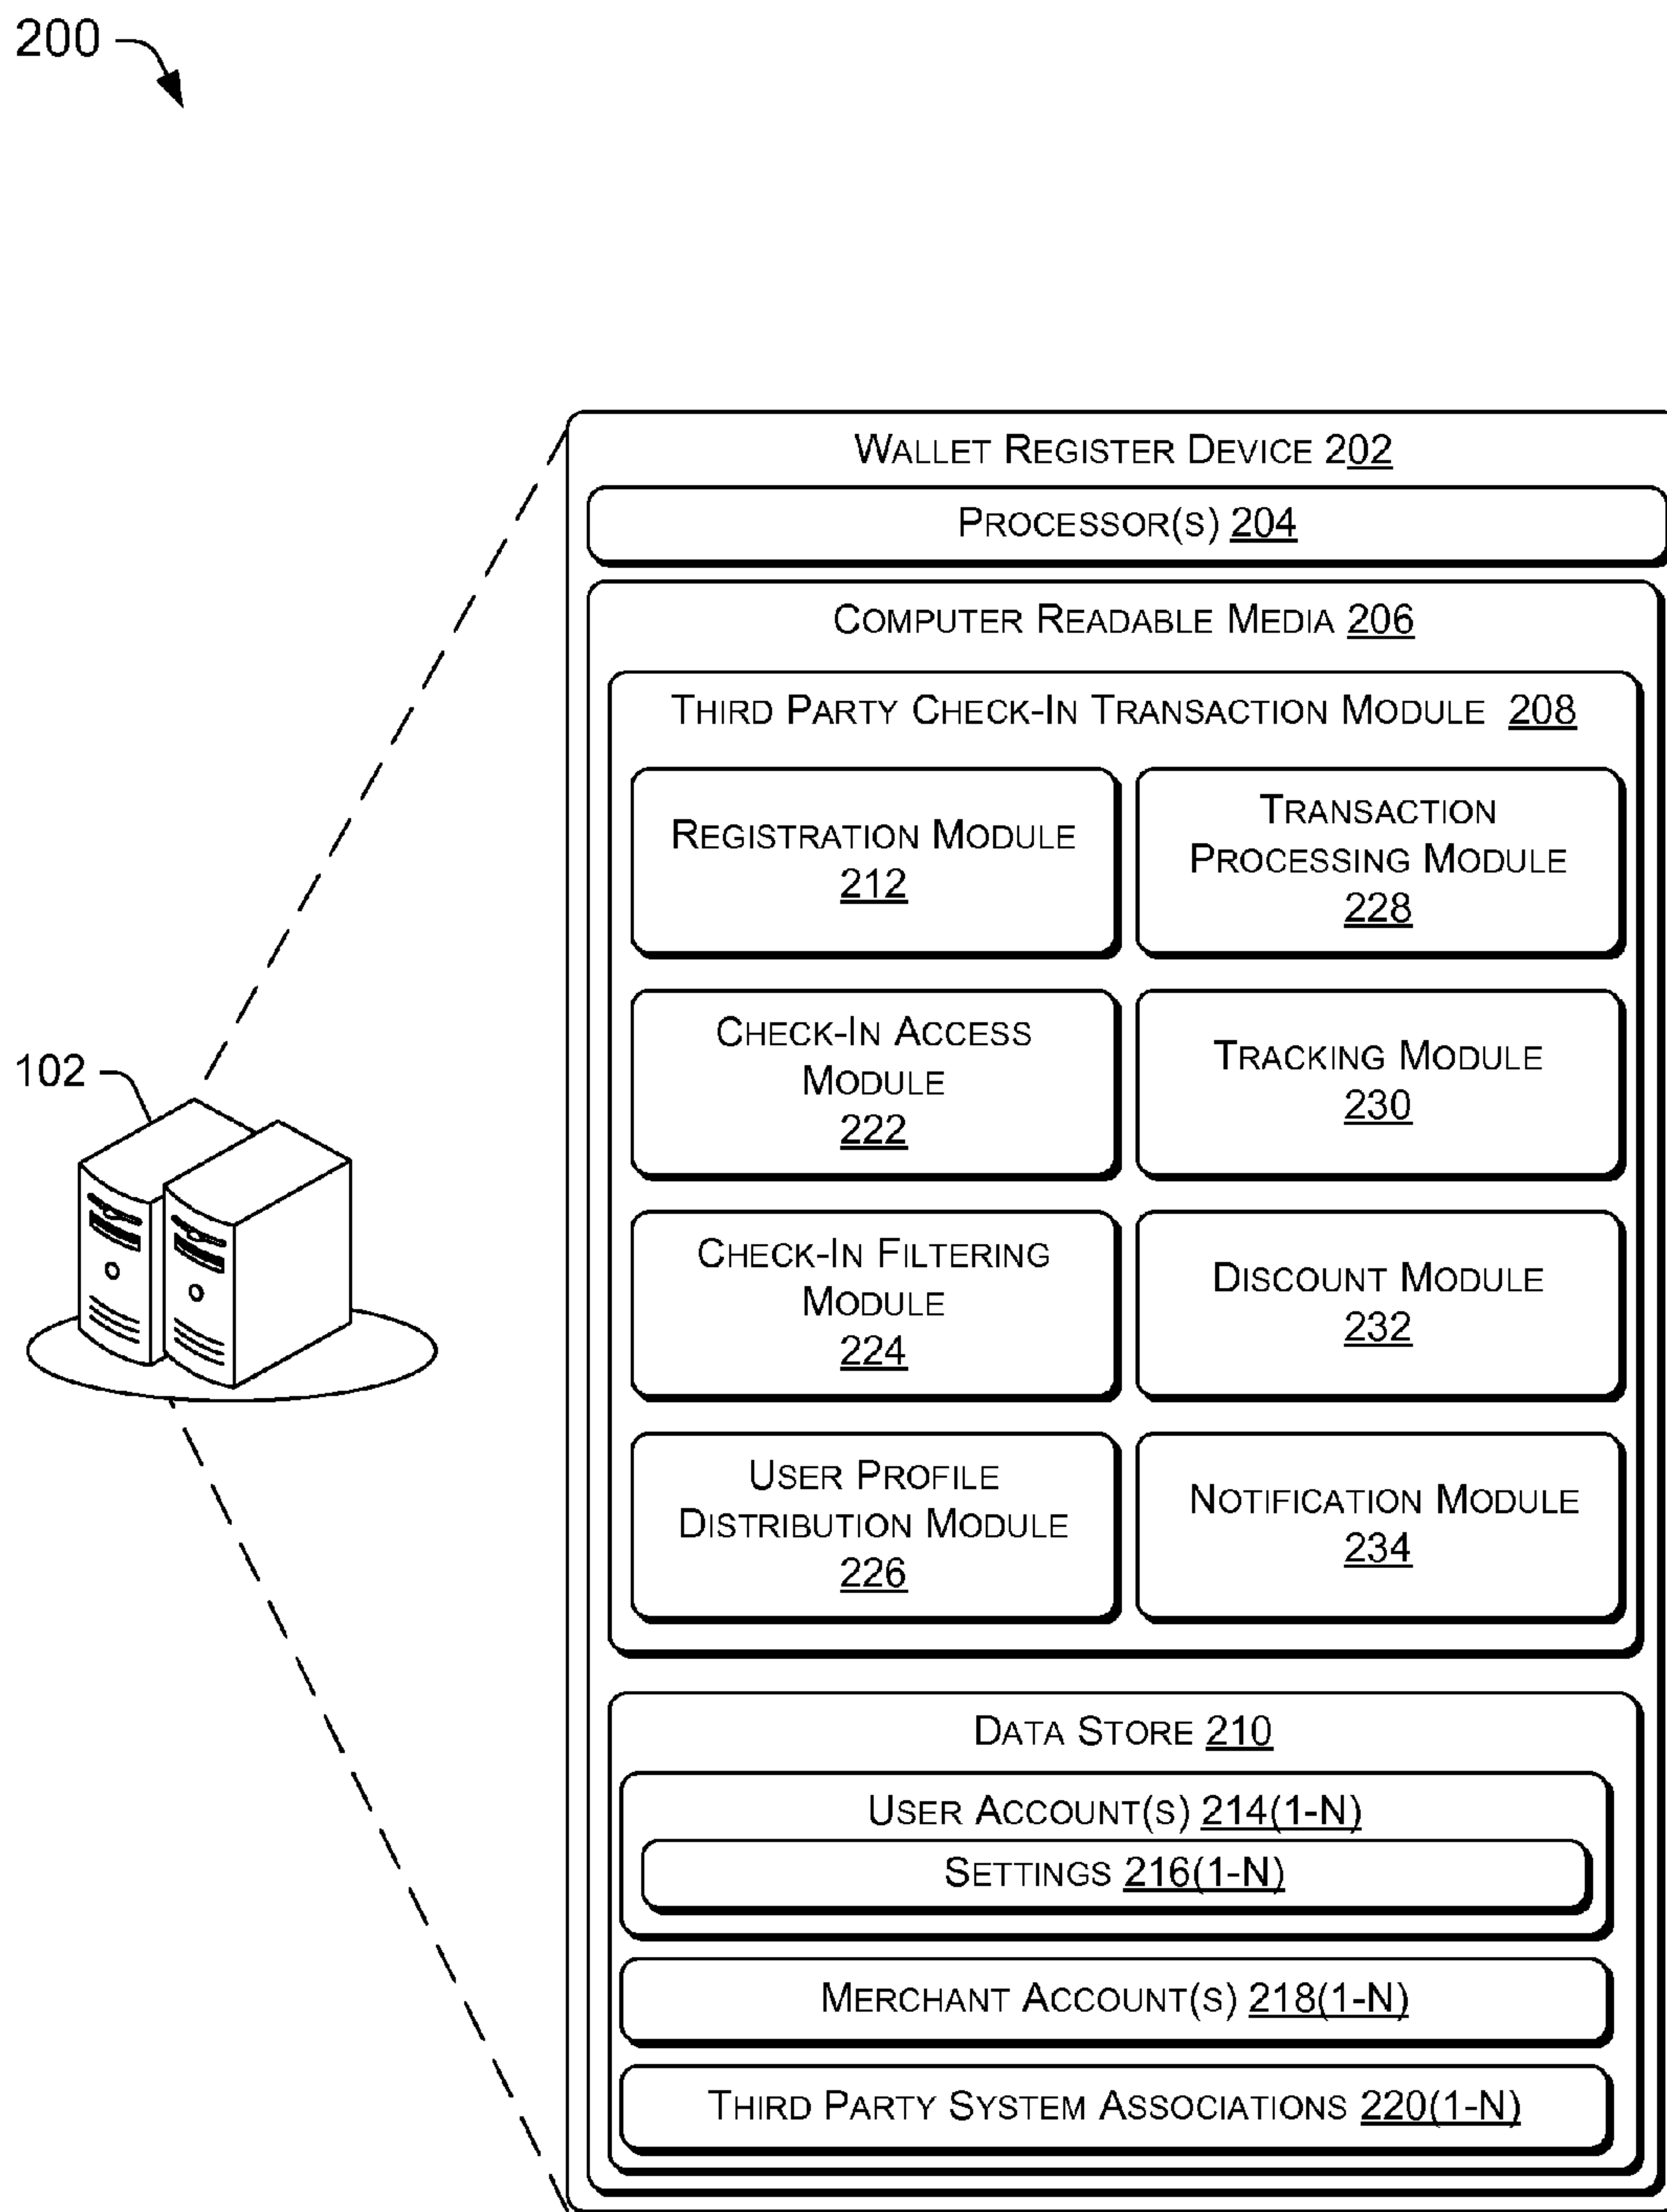 200
WALLET REGISTER DEVICE 202
PROCESSOR(S) 204
COMPUTER READABLE MEDIA 206
THIRD PARTY CHECK-IN TRANSACTION MODULE 208
REGISTRATION MODULE
212
TRANSACTION
PROCESSING MODULE
228
CHECK-IN ACCESS
MODULE
222
TRACKING MODULE
230
102
CHECK-IN FILTERING
MODULE
224
DISCOUNT MODULE
232
USER PROFILE
DISTRIBUTION MODULE
226
NOTIFICATION MODULE
234
DATA STORE 210
USER ACCOUNT(S) 214(1-N)
SETTINGS 216(1-N)
MERCHANT ACCOUNT(S) 218(1-N)
THIRD PARTY SYSTEM ASSOCIATIONS 220(1-N)